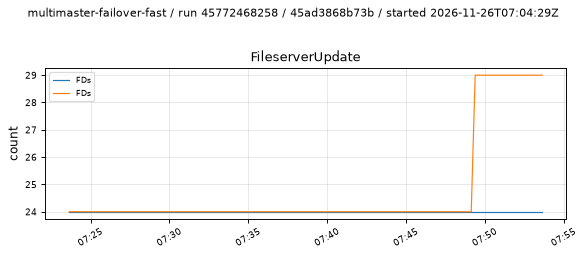 multimaster-failover-fast / run 45772468258 / 45ad3868b73b / started 2026-11-26T07:04:29Z
FileserverUpdate
FDs
FDs
count
29
28
27
26
25
24
07:25
07:30
07:35
07:40
07:45
07:50
07:55